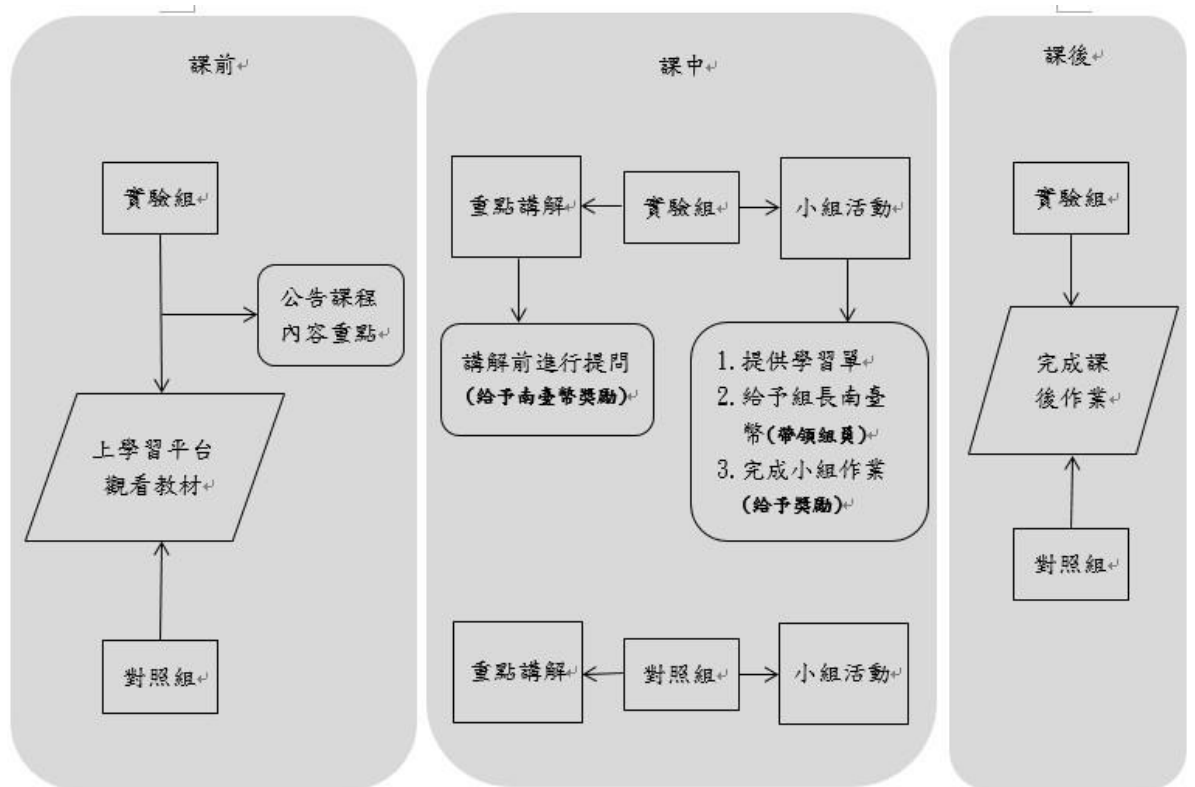 課前
實驗組
公告課程
內容重點
上學習平台
觀看教材
對照組
課中
重點講解
實驗組
小組活動
講解前進行提問
(給予南臺幣獎勵)
1. 提供學習單
2. 給予組長南臺
幣(帶領組員)
3. 完成小組作業
(給予獎勵)
重點講解
對照組
小組活動
課後
實驗組
完成課
後作業
對照組